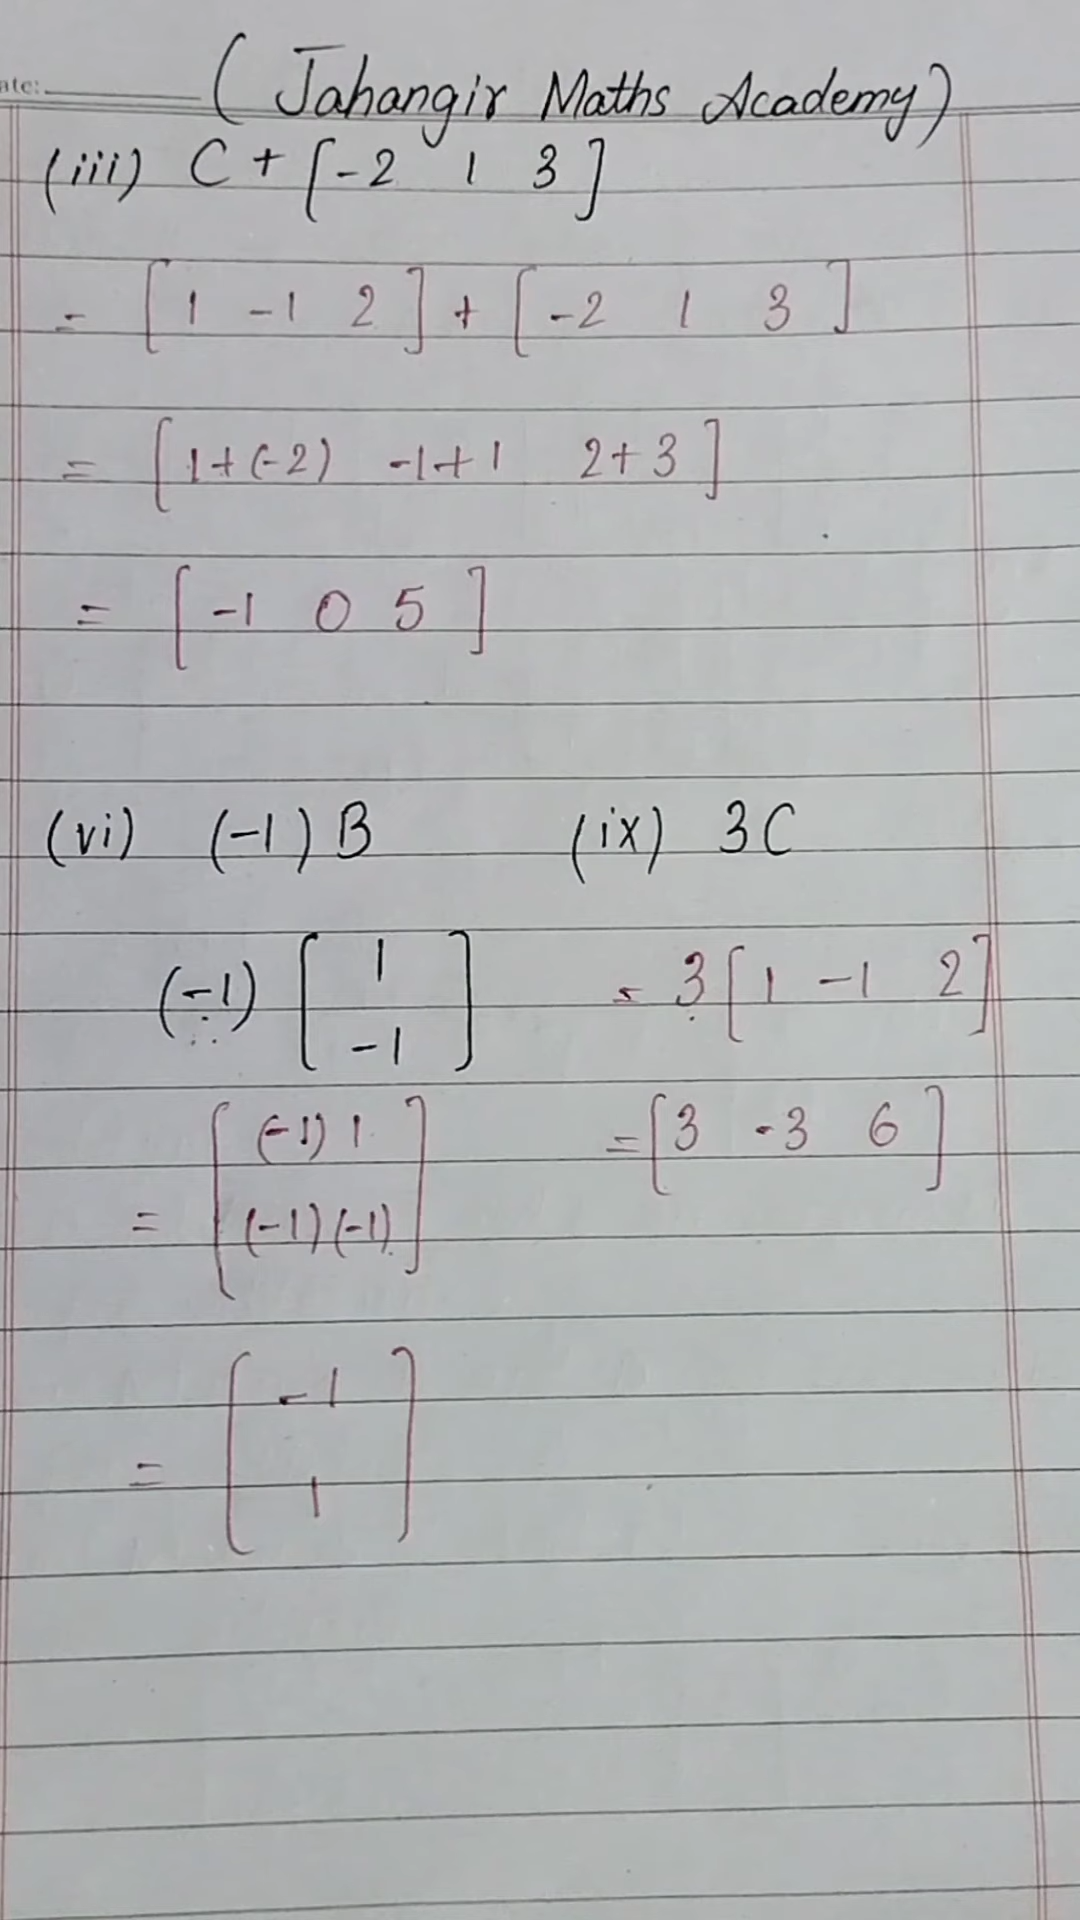 ate:
(Jahangir Maths Academy)
(iii) C + [-2 1 3]
= [1 -1 2] + [-2 1 3]
= [1+(-2) -1+1 2+3]
= [-1 0 5]
(vi) (-1) B
(-1) [1
-1]
= [(-1) 1
(-1)(-1)]
= [-1
1]
(ix) 3C
= 3[1 -1 2]
= [3 -3 6]